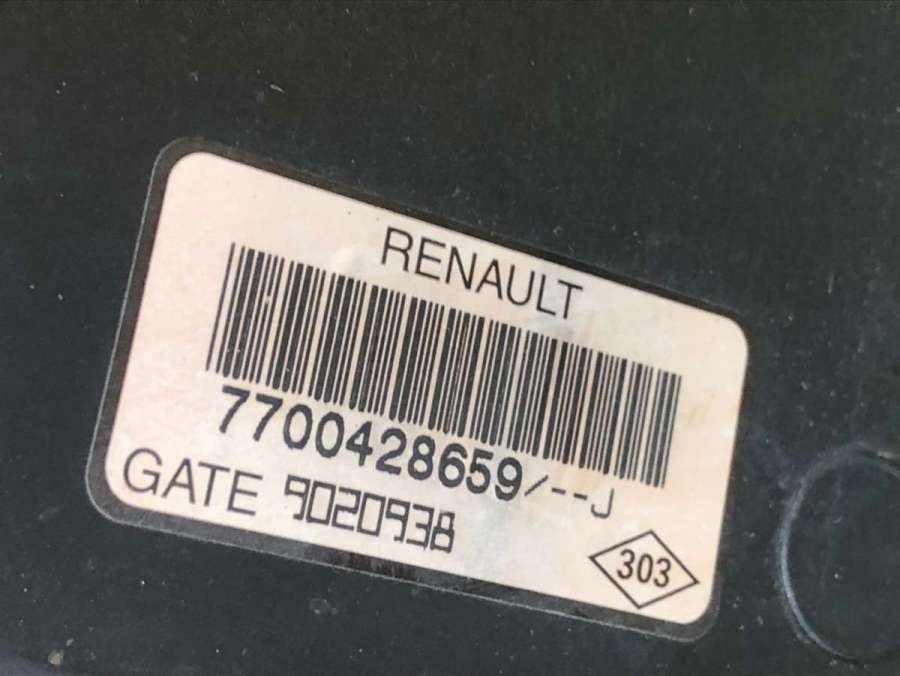 RENAULT
7700428659/--J
GATE 9020938
303